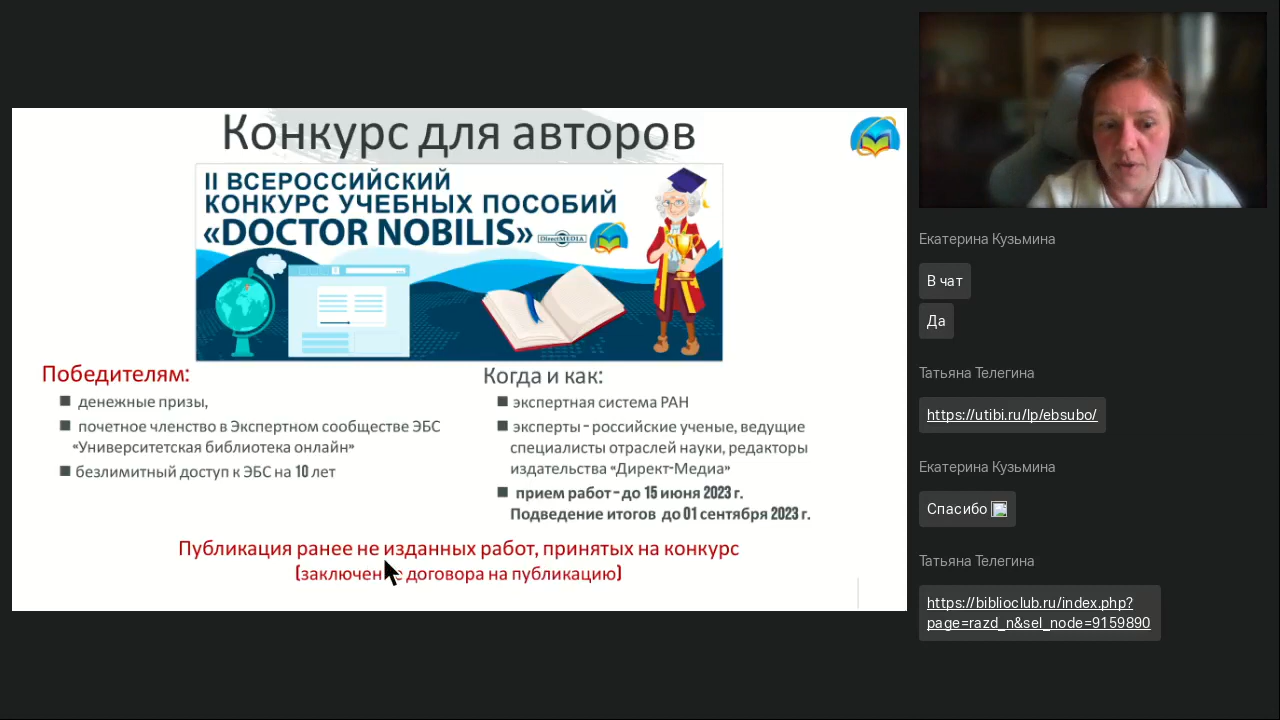 Конкурс для авторов
II ВСЕРОССИЙСКИЙ
КОНКУРС УЧЕБНЫХ ПОСОБИЙ
«DOCTOR NOBILIS»
DirectMEDIA
Победителям:
денежные призы,
почетное членство в Экспертном сообществе ЭБС
«Университетская библиотека онлайн»
безлимитный доступ к ЭБС на 10 лет
Когда и как:
экспертная система РАН
эксперты - российские ученые, ведущие
специалисты отраслей науки, редакторы
издательства «Директ-Медиа»
прием работ - до 15 июня 2023 г.
Подведение итогов до 01 сентября 2023 г.
Публикация ранее не изданных работ, принятых на конкурс
(заключение договора на публикацию)
Екатерина Кузьмина
В чат
Да
Татьяна Телегина
https://utibi.ru/lp/ebsubo/
Екатерина Кузьмина
Спасибо
Татьяна Телегина
https://biblioclub.ru/index.php?
page=razd_n&sel_node=9159890